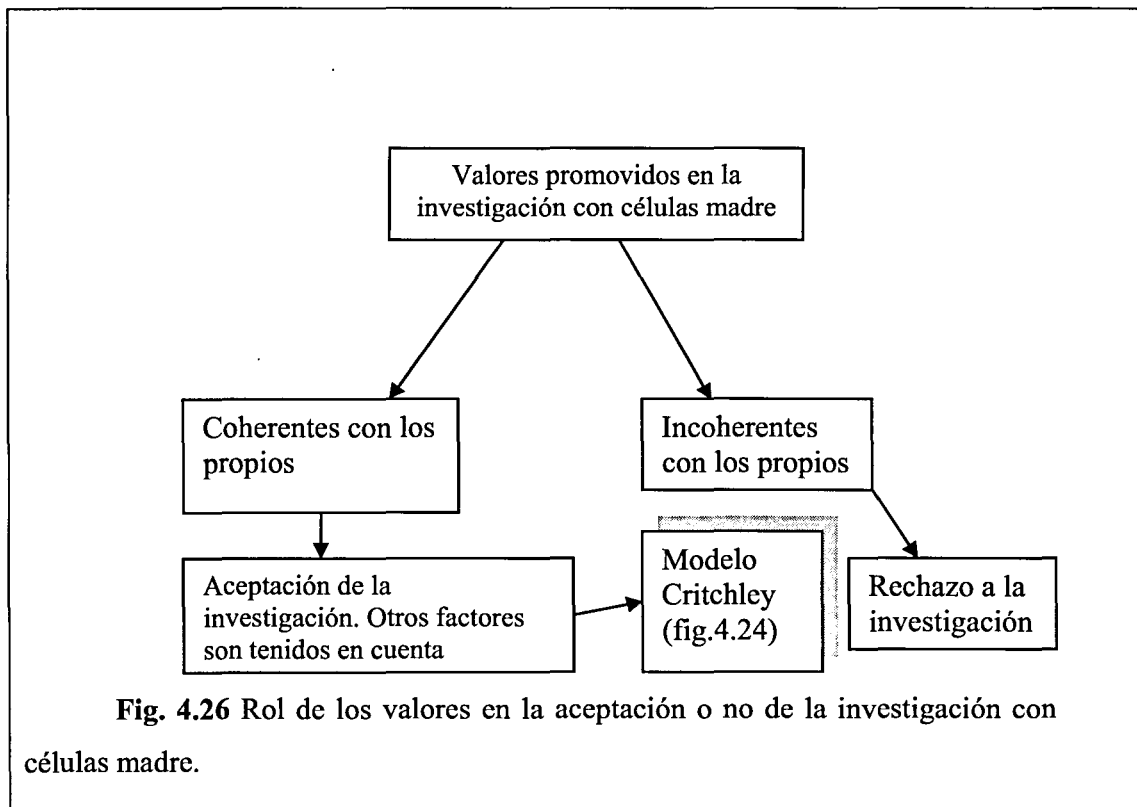 Valores promovidos en la
investigación con células madre
Coherentes con los
propios
Incoherentes
con los propios
Aceptación de la
investigación. Otros factores
son tenidos en cuenta
Modelo
Critchley
(fig.4.24)
Rechazo a la
investigación
Fig. 4.26 Rol de los valores en la aceptación o no de la investigación con
células madre.